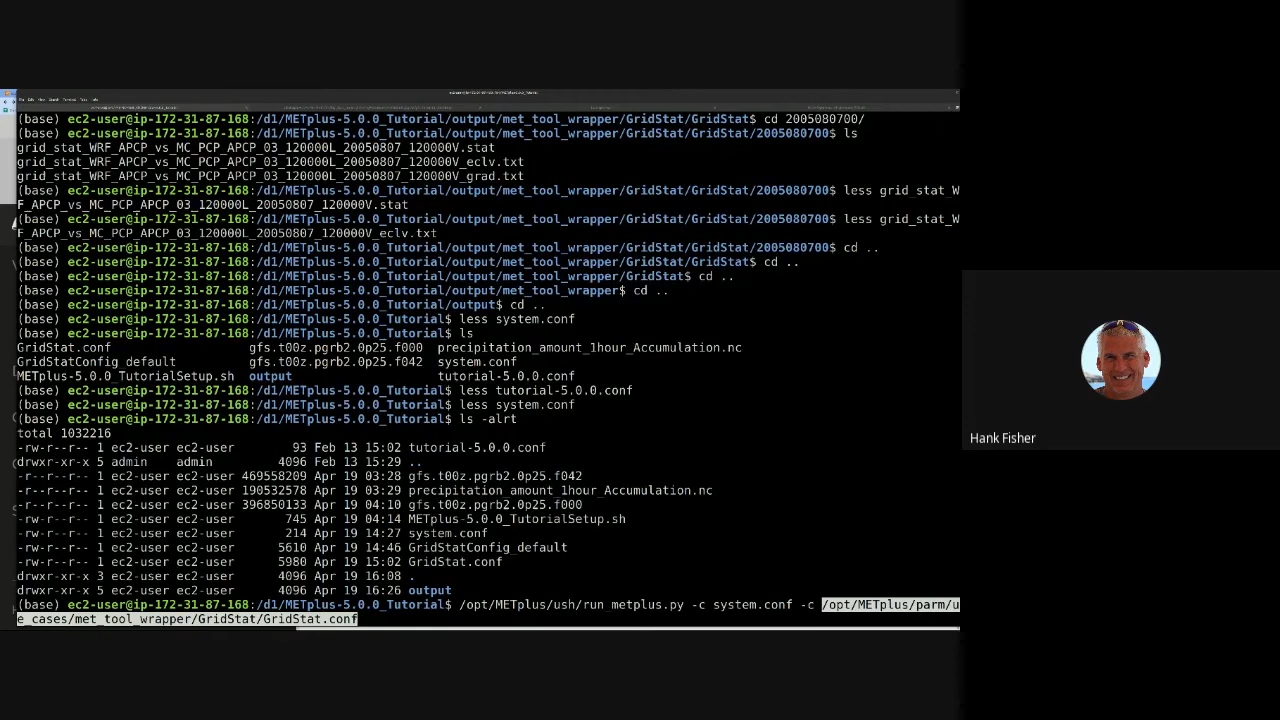 (base) ec2-user@ip-172-31-87-168:/d1/METplus-5.0.0_Tutorial/output/met_tool_wrapper/GridStat/GridStat$ cd 2005080700/
(base) ec2-user@ip-172-31-87-168:/d1/METplus-5.0.0_Tutorial/output/met_tool_wrapper/GridStat/GridStat/2005080700$ ls
grid_stat_WRF_APCP_vs_MC_PCP_APCP_03_120000L_20050807_120000V.stat
grid_stat_WRF_APCP_vs_MC_PCP_APCP_03_120000L_20050807_120000V_eclv.txt
grid_stat_WRF_APCP_vs_MC_PCP_APCP_03_120000L_20050807_120000V_grad.txt
(base) ec2-user@ip-172-31-87-168:/d1/METplus-5.0.0_Tutorial/output/met_tool_wrapper/GridStat/GridStat/2005080700$ less grid_stat_W
F_APCP_vs_MC_PCP_APCP_03_120000L_20050807_120000V.stat
(base) ec2-user@ip-172-31-87-168:/d1/METplus-5.0.0_Tutorial/output/met_tool_wrapper/GridStat/GridStat/2005080700$ less grid_stat_W
F_APCP_vs_MC_PCP_APCP_03_120000L_20050807_120000V_eclv.txt
(base) ec2-user@ip-172-31-87-168:/d1/METplus-5.0.0_Tutorial/output/met_tool_wrapper/GridStat/GridStat/2005080700$ cd ..
(base) ec2-user@ip-172-31-87-168:/d1/METplus-5.0.0_Tutorial/output/met_tool_wrapper/GridStat/GridStat$ cd ..
(base) ec2-user@ip-172-31-87-168:/d1/METplus-5.0.0_Tutorial/output/met_tool_wrapper/GridStat$ cd ..
(base) ec2-user@ip-172-31-87-168:/d1/METplus-5.0.0_Tutorial/output/met_tool_wrapper$ cd ..
(base) ec2-user@ip-172-31-87-168:/d1/METplus-5.0.0_Tutorial/output$ cd ..
(base) ec2-user@ip-172-31-87-168:/d1/METplus-5.0.0_Tutorial$ less system.conf
(base) ec2-user@ip-172-31-87-168:/d1/METplus-5.0.0_Tutorial$ ls
GridStat.conf gfs.t00z.pgrb2.0p25.f000 precipitation_amount_1hour_Accumulation.nc
GridStatConfig_default gfs.t00z.pgrb2.0p25.f042 system.conf
METplus-5.0.0_TutorialSetup.sh output tutorial-5.0.0.conf
(base) ec2-user@ip-172-31-87-168:/d1/METplus-5.0.0_Tutorial$ less tutorial-5.0.0.conf
(base) ec2-user@ip-172-31-87-168:/d1/METplus-5.0.0_Tutorial$ less system.conf
(base) ec2-user@ip-172-31-87-168:/d1/METplus-5.0.0_Tutorial$ ls -alrt
total 1032216
-rw-r--r-- 1 ec2-user ec2-user 93 Feb 13 15:02 tutorial-5.0.0.conf
drwxr-xr-x 5 admin admin 4096 Feb 13 15:29 ..
-r--r--r-- 1 ec2-user ec2-user 469558209 Apr 19 03:28 gfs.t00z.pgrb2.0p25.f042
-r--r--r-- 1 ec2-user ec2-user 190532578 Apr 19 03:29 precipitation_amount_1hour_Accumulation.nc
-r--r--r-- 1 ec2-user ec2-user 396850133 Apr 19 04:10 gfs.t00z.pgrb2.0p25.f000
-rw-r--r-- 1 ec2-user ec2-user 745 Apr 19 04:14 METplus-5.0.0_TutorialSetup.sh
-rw-r--r-- 1 ec2-user ec2-user 214 Apr 19 14:27 system.conf
-rw-r--r-- 1 ec2-user ec2-user 5610 Apr 19 14:46 GridStatConfig_default
-rw-r--r-- 1 ec2-user ec2-user 5980 Apr 19 15:02 GridStat.conf
drwxr-xr-x 3 ec2-user ec2-user 4096 Apr 19 16:08 .
drwxr-xr-x 5 ec2-user ec2-user 4096 Apr 19 16:26 output
(base) ec2-user@ip-172-31-87-168:/d1/METplus-5.0.0_Tutorial$ /opt/METplus/ush/run_metplus.py -c system.conf -c /opt/METplus/parm/u
e_cases/met_tool_wrapper/GridStat/GridStat.conf
Hank Fisher